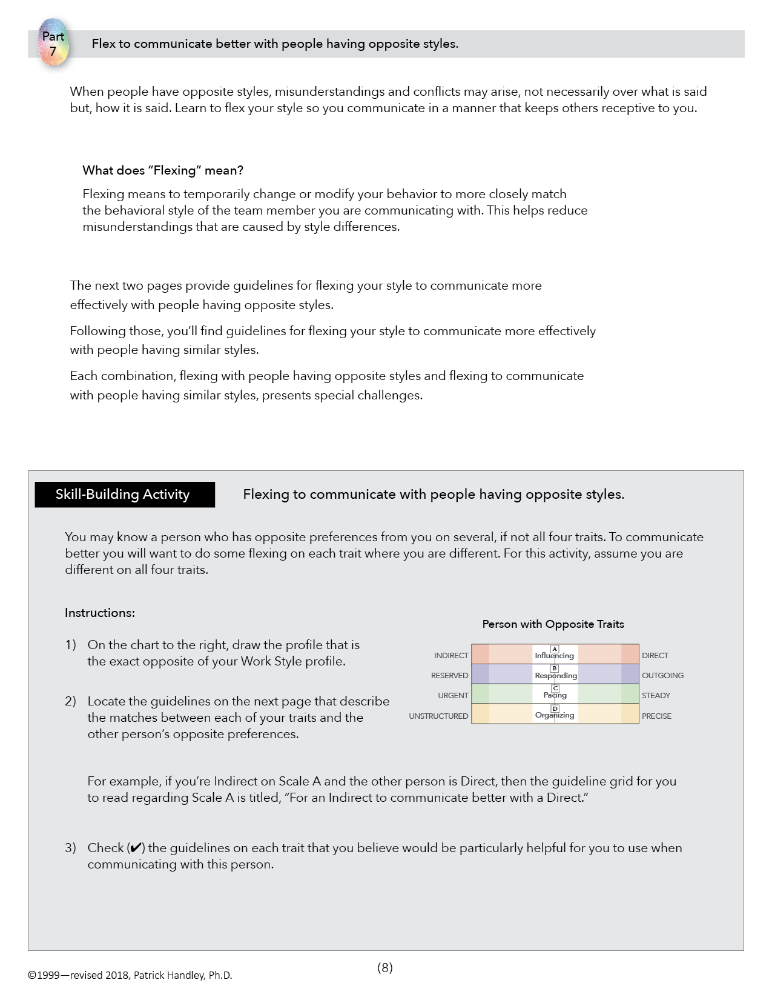 Part
7
Flex to communicate better with people having opposite styles.
When people have opposite styles, misunderstandings and conflicts may arise, not necessarily over what is said
but, how it is said. Learn to flex your style so you communicate in a manner that keeps others receptive to you.
What does “Flexing” mean?
Flexing means to temporarily change or modify your behavior to more closely match
the behavioral style of the team member you are communicating with. This helps reduce
misunderstandings that are caused by style differences.
The next two pages provide guidelines for flexing your style to communicate more
effectively with people having opposite styles.
Following those, you’ll find guidelines for flexing your style to communicate more effectively
with people having similar styles.
Each combination, flexing with people having opposite styles and flexing to communicate
with people having similar styles, presents special challenges.
Skill-Building Activity
Flexing to communicate with people having opposite styles.
You may know a person who has opposite preferences from you on several, if not all four traits. To communicate
better you will want to do some flexing on each trait where you are different. For this activity, assume you are
different on all four traits.
Instructions:
1) On the chart to the right, draw the profile that is
the exact opposite of your Work Style profile.
2) Locate the guidelines on the next page that describe
the matches between each of your traits and the
other person’s opposite preferences.
Person with Opposite Traits
A
INDIRECT Influencing DIRECT
B
RESERVED Responding OUTGOING
C
URGENT Pacing STEADY
D
UNSTRUCTURED Organizing PRECISE
For example, if you’re Indirect on Scale A and the other person is Direct, then the guideline grid for you
to read regarding Scale A is titled, “For an Indirect to communicate better with a Direct.”
3) Check (✔) the guidelines on each trait that you believe would be particularly helpful for you to use when
communicating with this person.
(8)
©1999—revised 2018, Patrick Handley, Ph.D.